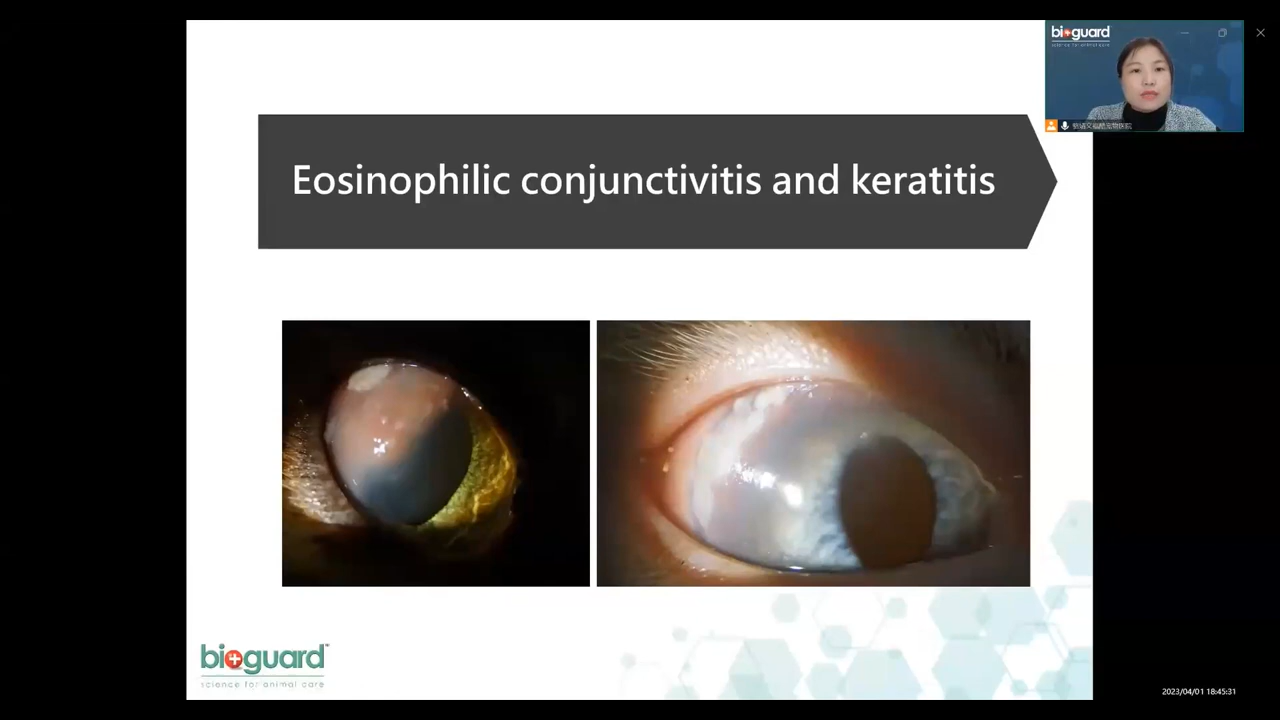 bioguard
science for animal care
Eosinophilic conjunctivitis and keratitis
bioguard
science for animal care
2023/04/01 18:45:31